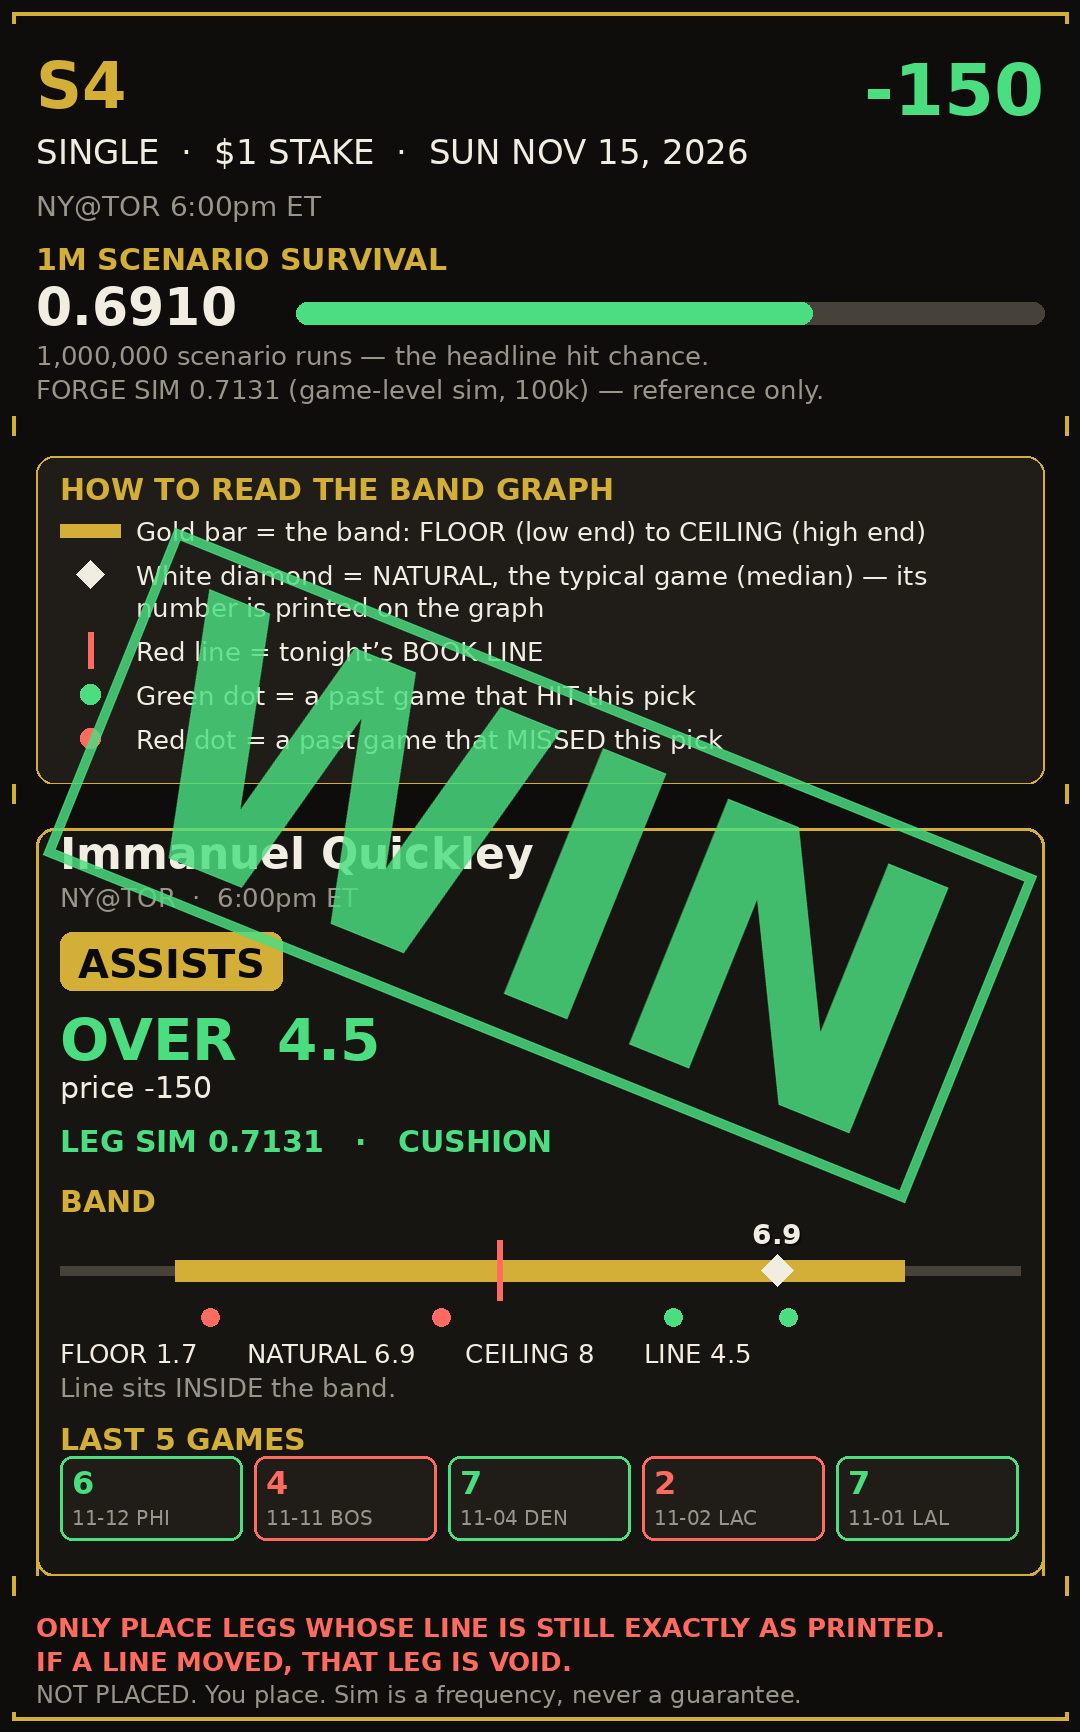 S4
-150
SINGLE · $1 STAKE · SUN NOV 15, 2026
NY@TOR 6:00pm ET
1M SCENARIO SURVIVAL
0.6910
1,000,000 scenario runs — the headline hit chance.
FORGE SIM 0.7131 (game-level sim, 100k) — reference only.
HOW TO READ THE BAND GRAPH
Gold bar = the band: FLOOR (low end) to CEILING (high end)
White diamond = NATURAL, the typical game (median) — its
number is printed on the graph
Red line = tonight’s BOOK LINE
Green dot = a past game that HIT this pick
Red dot = a past game that MISSED this pick
WIN
Immanuel Quickley
NY@TOR · 6:00pm ET
ASSISTS
OVER 4.5
price -150
LEG SIM 0.7131 · CUSHION
BAND
6.9
FLOOR 1.7 NATURAL 6.9 CEILING 8 LINE 4.5
Line sits INSIDE the band.
LAST 5 GAMES
6 4 7 2 7
11-12 PHI 11-11 BOS 11-04 DEN 11-02 LAC 11-01 LAL
ONLY PLACE LEGS WHOSE LINE IS STILL EXACTLY AS PRINTED.
IF A LINE MOVED, THAT LEG IS VOID.
NOT PLACED. You place. Sim is a frequency, never a guarantee.